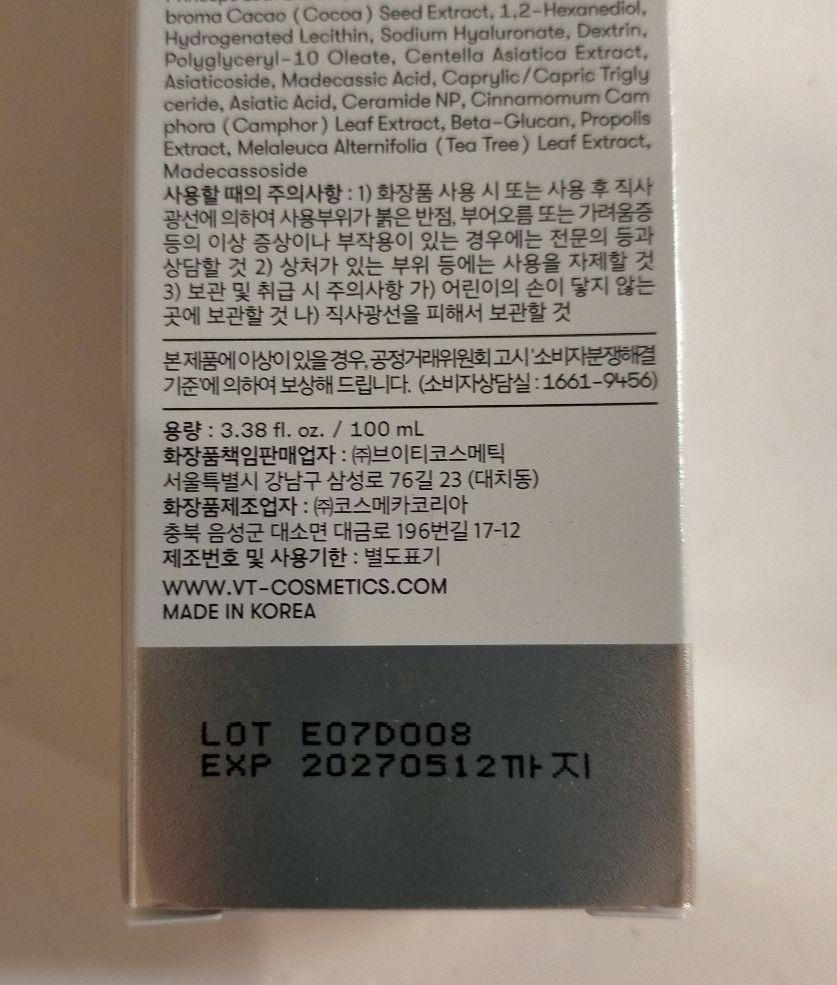 broma Cacao (Cocoa) Seed Extract, 1,2-Hexanediol,
Hydrogenated Lecithin, Sodium Hyaluronate, Dextrin,
Polyglyceryl-10 Oleate, Centella Asiatica Extract,
Asiaticoside, Madecassic Acid, Caprylic/Capric Trigly
ceride, Asiatic Acid, Ceramide NP, Cinnamomum Cam
phora (Camphor) Leaf Extract, Beta-Glucan, Propolis
Extract, Melaleuca Alternifolia (Tea Tree) Leaf Extract,
Madecassoside
사용할 때의 주의사항 : 1) 화장품 사용 시 또는 사용 후 직사
광선에 의하여 사용부위가 붉은 반점, 부어오름 또는 가려움증
등의 이상 증상이나 부작용이 있는 경우에는 전문의 등과
상담할 것 2) 상처가 있는 부위 등에는 사용을 자제할 것
3) 보관 및 취급 시 주의사항 가) 어린이의 손이 닿지 않는
곳에 보관할 것 나) 직사광선을 피해서 보관할 것
본 제품에 이상이 있을 경우, 공정거래위원회 고시 '소비자분쟁해결
기준'에 의하여 보상해 드립니다. (소비자상담실 : 1661-9456)
용량 : 3.38 fl. oz. / 100 mL
화장품책임판매업자 : ㈜브이티코스메틱
서울특별시 강남구 삼성로 76길 23 (대치동)
화장품제조업자 : ㈜코스메카코리아
충북 음성군 대소면 대금로 196번길 17-12
제조번호 및 사용기한 : 별도표기
WWW.VT-COSMETICS.COM
MADE IN KOREA
LOT E07D008
EXP 20270512까지